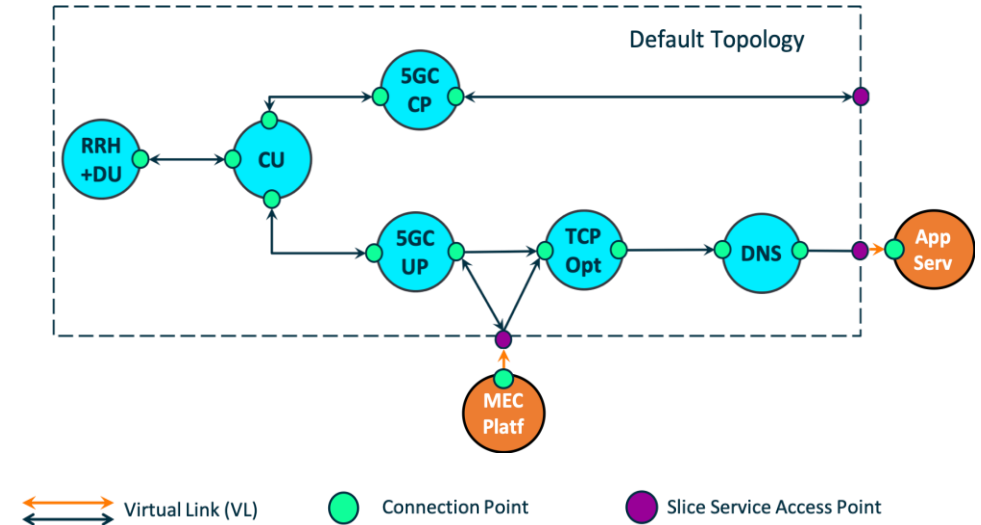 Default Topology
5GC
CP
RRH
+DU
CU
5GC
UP
TCP
Opt
DNS
App
Serv
MEC
Platf
Virtual Link (VL)
Connection Point
Slice Service Access Point